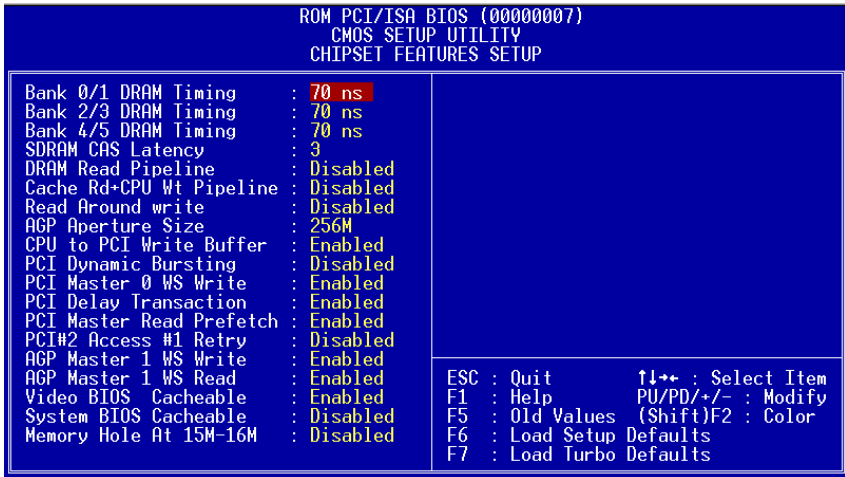 ROM PCI/ISA BIOS (00000007)
CMOS SETUP UTILITY
CHIPSET FEATURES SETUP
Bank 0/1 DRAM Timing : 70 ns
Bank 2/3 DRAM Timing : 70 ns
Bank 4/5 DRAM Timing : 70 ns
SDRAM CAS Latency : 3
DRAM Read Pipeline : Disabled
Cache Rd+CPU Wt Pipeline : Disabled
Read Around write : Disabled
AGP Aperture Size : 256M
CPU to PCI Write Buffer : Enabled
PCI Dynamic Bursting : Disabled
PCI Master 0 WS Write : Enabled
PCI Delay Transaction : Enabled
PCI Master Read Prefetch : Enabled
PCI#2 Access #1 Retry : Disabled
AGP Master 1 WS Write : Enabled
AGP Master 1 WS Read : Enabled
Video BIOS Cacheable : Enabled
System BIOS Cacheable : Disabled
Memory Hole At 15M-16M : Disabled
ESC : Quit ↑↓→← : Select Item
F1 : Help PU/PD/+/- : Modify
F5 : Old Values (Shift)F2 : Color
F6 : Load Setup Defaults
F7 : Load Turbo Defaults